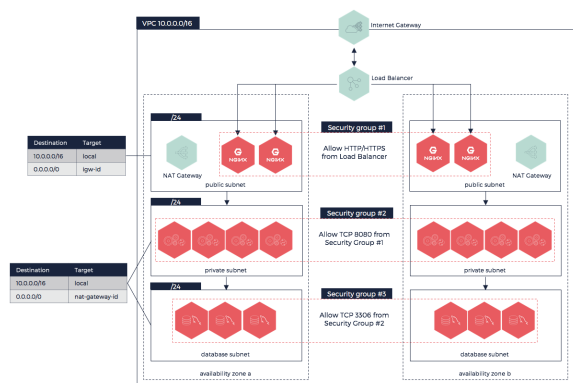 VPC 10.0.0.0/16
Internet Gateway
Load Balancer
/24
Security group #1
Allow HTTP/HTTPS
from Load Balancer
Destination Target
10.0.0.0/16 local
0.0.0.0/0 igw-id
NGINX NGINX
NGINX NGINX
NAT Gateway
NAT Gateway
public subnet
public subnet
/24
Security group #2
Allow TCP 8080 from
Security Group #1
private subnet
private subnet
Destination Target
10.0.0.0/16 local
0.0.0.0/0 nat-gateway-id
/24
Security group #3
Allow TCP 3306 from
Security Group #2
database subnet
database subnet
availability zone a
availability zone b